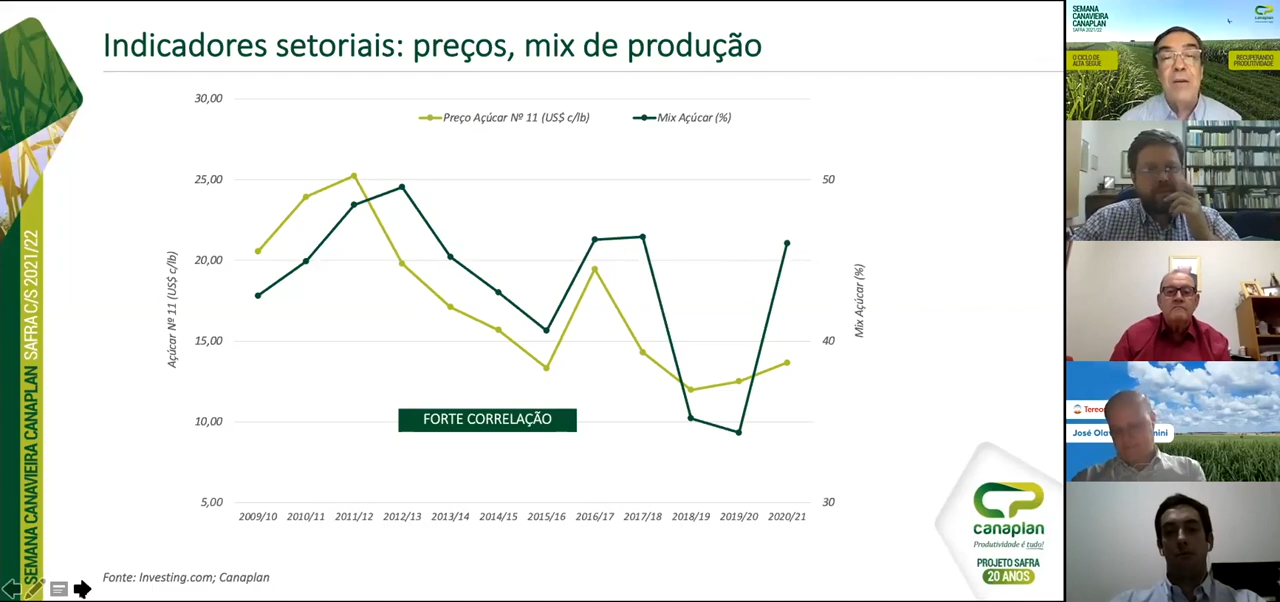 Indicadores setoriais: preços, mix de produção
30,00
25,00
20,00
15,00
10,00
5,00
Açúcar Nº 11 (US$ c/lb)
Preço Açúcar Nº 11 (US$ c/lb)
Mix Açúcar (%)
50
40
30
Mix Açúcar (%)
FORTE CORRELAÇÃO
2009/10 2010/11 2011/12 2012/13 2013/14 2014/15 2015/16 2016/17 2017/18 2018/19 2019/20 2020/21
Fonte: Investing.com; Canaplan
SEMANA CANAVIEIRA CANAPLAN SAFRA C/S 2021/22
canaplan
Produtividade é tudo!
PROJETO SAFRA
20 ANOS
SEMANA
CANAVIEIRA
CANAPLAN
SAFRA 2021/22
O CICLO DE
ALTA SEGUE
RECUPERANDO
PRODUTIVIDADE
José Ola